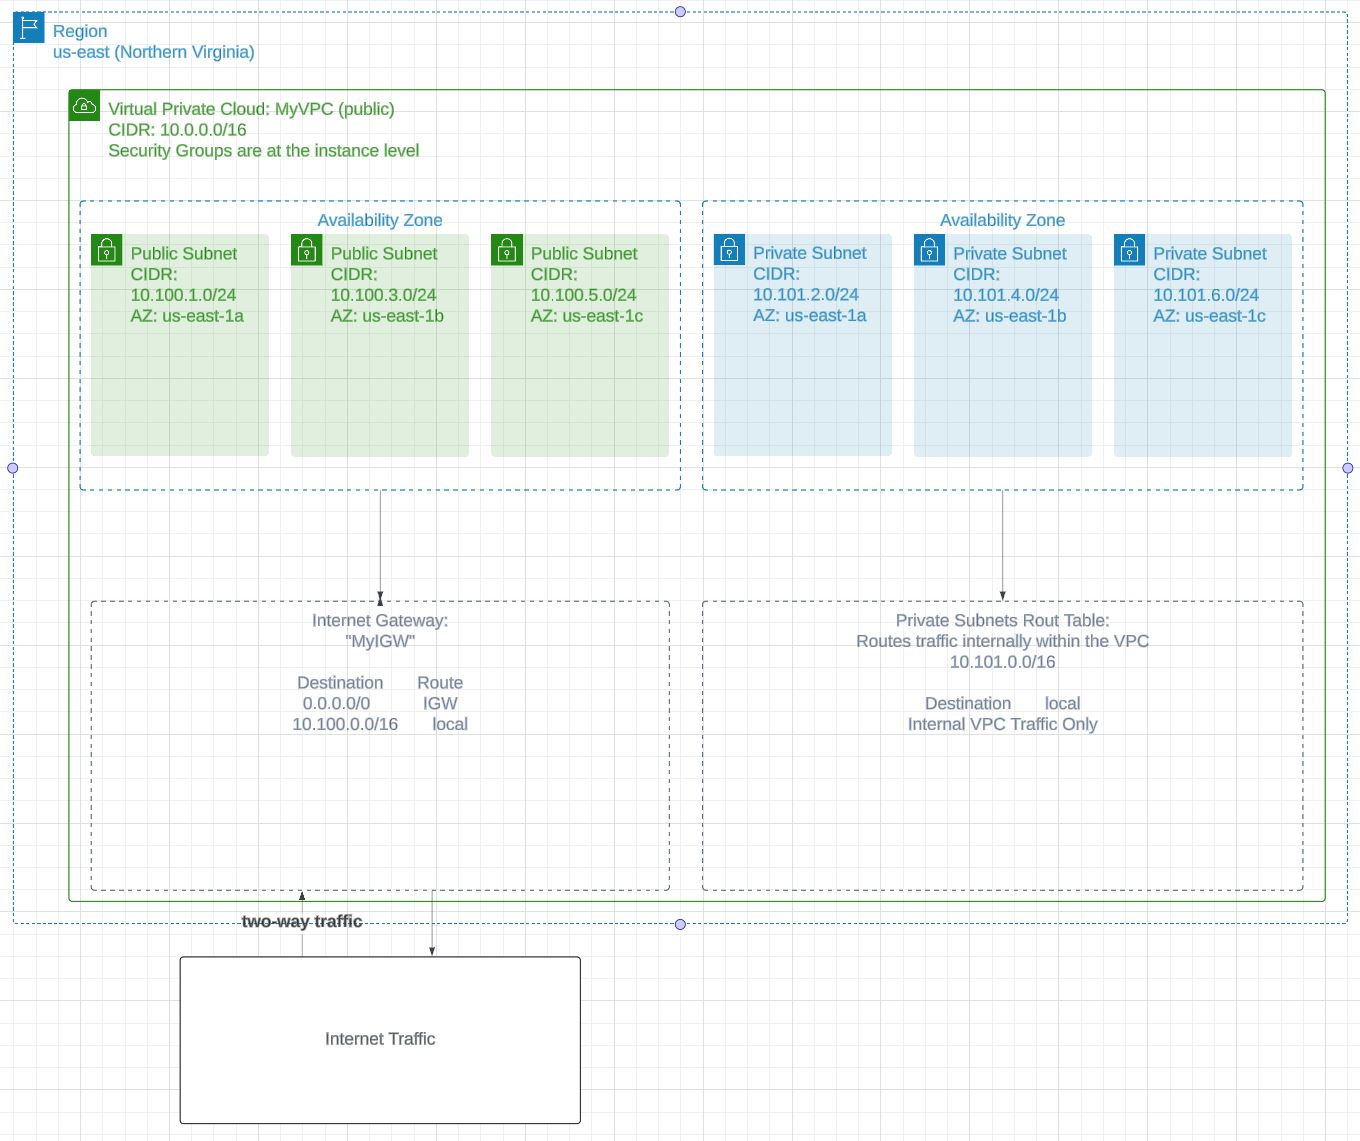 Region
us-east (Northern Virginia)
Virtual Private Cloud: MyVPC (public)
CIDR: 10.0.0.0/16
Security Groups are at the instance level
Availability Zone
Public Subnet
CIDR:
10.100.1.0/24
AZ: us-east-1a
Public Subnet
CIDR:
10.100.3.0/24
AZ: us-east-1b
Public Subnet
CIDR:
10.100.5.0/24
AZ: us-east-1c
Availability Zone
Private Subnet
CIDR:
10.101.2.0/24
AZ: us-east-1a
Private Subnet
CIDR:
10.101.4.0/24
AZ: us-east-1b
Private Subnet
CIDR:
10.101.6.0/24
AZ: us-east-1c
Internet Gateway:
"MyIGW"
Destination Route
0.0.0.0/0 IGW
10.100.0.0/16 local
Private Subnets Rout Table:
Routes traffic internally within the VPC
10.101.0.0/16
Destination local
Internal VPC Traffic Only
two-way traffic
Internet Traffic